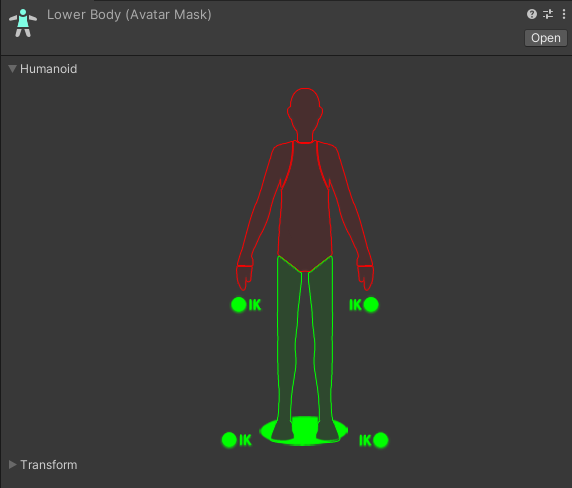 Lower Body (Avatar Mask)
Open
Humanoid
IK IK
IK IK
Transform